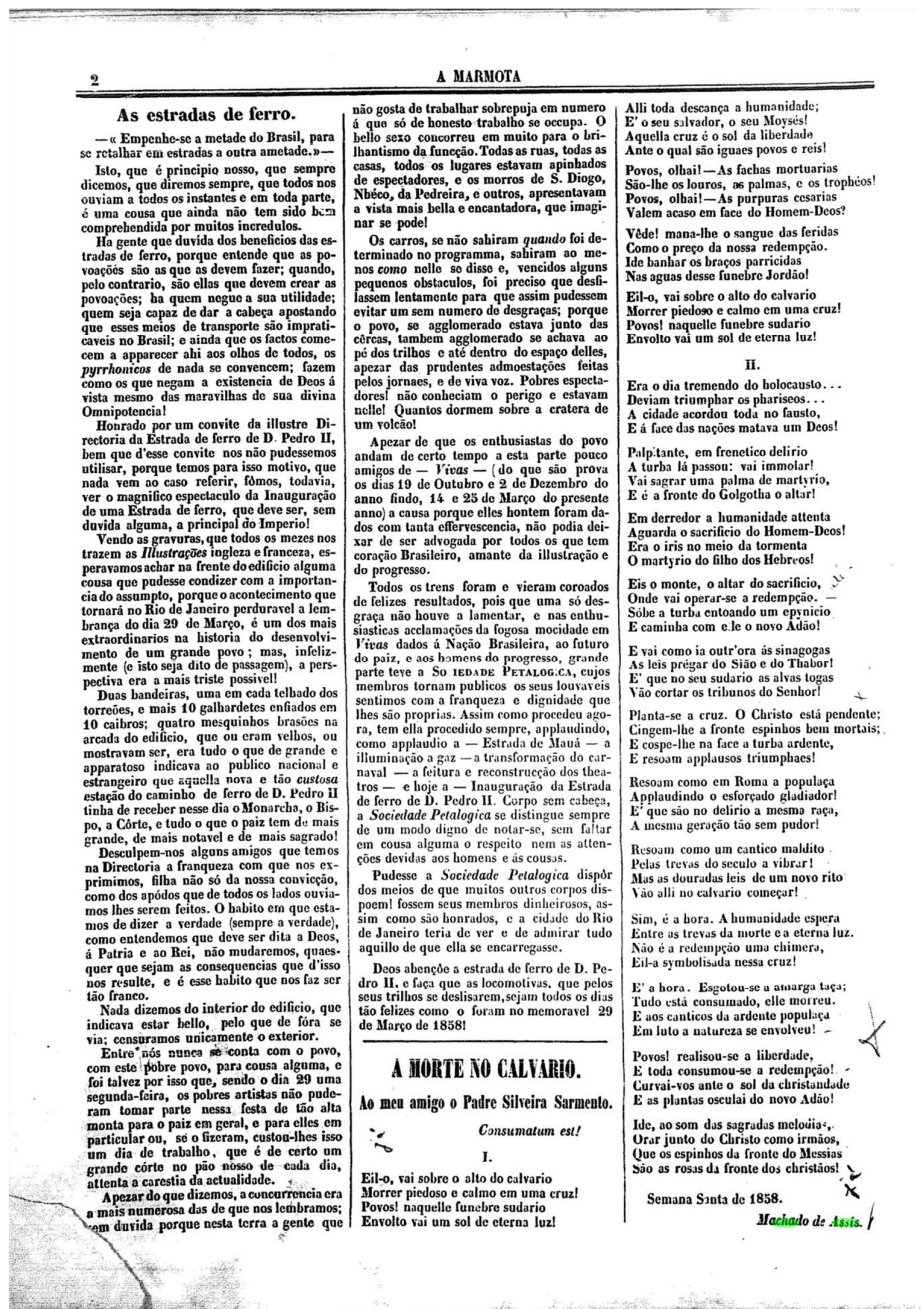 2
A MARMOTA
As estradas de ferro.
—« Empenhe-se a metade do Brasil, para
se retalhar em estradas a outra ametade.»—
Isto, que é principio nosso, que sempre
dicemos, que diremos sempre, que todos nos
ouviam a todos os instantes e em toda parte,
é uma cousa que ainda não tem sido bem
comprehendida por muitos incredulos.
Ha gente que duvida dos beneficios das es-
tradas de ferro, porque entende que as po-
voações são as que as devem fazer; quando,
pelo contrario, são ellas que devem crear as
povoações; ha quem negue a sua utilidade;
quem seja capaz de dar a cabeça apostando
que esses meios de transporte são imprati-
caveis no Brasil; e ainda que os factos come-
cem a apparecer ahi aos olhos de todos, os
pyrrhonicos de nada se convencem; fazem
como os que negam a existencia de Deos á
vista mesmo das maravilhas de sua divina
Omnipotencia!
Honrado por um convite da illustre Di-
rectoria da Estrada de ferro de D. Pedro II,
bem que d'esse convite nos não pudessemos
utilisar, porque temos para isso motivo, que
nada vem ao caso referir, fômos, todavia,
ver o magnifico espectaculo da Inauguração
de uma Estrada de ferro, que deve ser, sem
duvida alguma, a principal do Imperio!
Vendo as gravuras, que todos os mezes nos
trazem as Illustrações ingleza e franceza, es-
peravamos achar na frente do edificio alguma
cousa que pudesse condizer com a importan-
cia do assumpto, porque o acontecimento que
tornará no Rio de Janeiro perduravel a lem-
brança do dia 29 de Março, é um dos mais
extraordinarios na historia do desenvolvi-
mento de um grande povo; mas, infeliz-
mente (e isto seja dito de passagem), a pers-
pectiva era a mais triste possivel!
Duas bandeiras, uma em cada telhado dos
torreões, e mais 10 galhardetes enfiados em
10 caibros; quatro mesquinhos brasões na
arcada do edificio, que ou eram velhos, ou
mostravam ser, era tudo o que de grande e
apparatoso indicava ao publico nacional e
estrangeiro que aquella nova e tão custosa
estação do caminho de ferro de D. Pedro II
tinha de receber nesse dia o Monarcha, o Bis-
po, a Côrte, e tudo o que o paiz tem de mais
grande, de mais notavel e de mais sagrado!
Desculpem-nos alguns amigos que temos
na Directoria a franqueza com que nos ex-
primimos, filha não só da nossa convicção,
como dos apódos que de todos os lados ouvia-
mos lhes serem feitos. O habito em que esta-
mos de dizer a verdade (sempre a verdade),
como entendemos que deve ser dita a Deos,
á Patria e ao Rei, não mudaremos, quaes-
quer que sejam as consequencias que d'isso
nos resulte, e é esse habito que nos faz ser
tão franco.
Nada dizemos do interior do edificio, que
indicava estar bello, pelo que de fóra se
via; censuramos unicamente o exterior.
Entre nós nunca se conta com o povo,
com este pobre povo, para cousa alguma, e
foi talvez por isso que, sendo o dia 29 uma
segunda-feira, os pobres artistas não pude-
ram tomar parte nessa festa de tão alta
monta para o paiz em geral, e para elles em
particular ou, se o fizeram, custou-lhes isso
um dia de trabalho, que é de certo um
grande córte no pão nosso de cada dia,
attenta a carestia da actualidade.
Apezar do que dizemos, a concurrencia era
a mais numerosa das de que nos lembramos;
sem duvida porque nesta terra a gente que
não gosta de trabalhar sobrepuja em numero
á que só de honesto trabalho se occupa. O
bello sexo concorreu em muito para o bri-
lhantismo da funcção. Todas as ruas, todas as
casas, todos os lugares estavam apinhados
de espectadores, e os morros de S. Diogo,
Nhéco, da Pedreira, e outros, apresentavam
a vista mais bella e encantadora, que imagi-
nar se pode!
Os carros, se não sahiram quando foi de-
terminado no programma, sahiram ao me-
nos como nelle se disse e, vencidos alguns
pequenos obstaculos, foi preciso que desfi-
lassem lentamente para que assim pudessem
evitar um sem numero de desgraças; porque
o povo, se agglomerado estava junto das
cêrcas, tambem agglomerado se achava ao
pé dos trilhos e até dentro do espaço delles,
apezar das prudentes admoestações feitas
pelos jornaes, e de viva voz. Pobres especta-
dores! não conheciam o perigo e estavam
nelle! Quantos dormem sobre a cratera de
um volcão!
Apezar de que os enthusiastas do povo
andam de certo tempo a esta parte pouco
amigos de — Vivas — (do que são prova
os dias 19 de Outubro e 2 de Dezembro do
anno findo, 14 e 25 de Março do presente
anno) a causa porque elles hontem foram da-
dos com tanta effervescencia, não podia dei-
xar de ser advogada por todos os que tem
coração Brasileiro, amante da illustração e
do progresso.
Todos os trens foram e vieram coroados
de felizes resultados, pois que uma só des-
graça não houve a lamentar, e nas enthu-
siasticas acclamações da fogosa mocidade em
Vivas dados á Nação Brasileira, ao futuro
do paiz, e aos homens do progresso, grande
parte teve a So iedade Petalogica, cujos
membros tornam publicos os seus louvaveis
sentimos com a franqueza e dignidade que
lhes são proprias. Assim como procedeu ago-
ra, tem ella procedido sempre, applaudindo,
como applaudio a — Estrada de Mauá — a
illuminação a gaz — a transformação do car-
naval — a feitura e reconstrucção dos thea-
tros — e hoje a — Inauguração da Estrada
de ferro de D. Pedro II. Corpo sem cabeça,
a Sociedade Petalogica se distingue sempre
de um modo digno de notar-se, sem faltar
em cousa alguma o respeito nem as atten-
ções devidas aos homens e ás cousas.
Pudesse a Sociedade Petalogica dispôr
dos meios de que muitos outros corpos dis-
poem! fossem seus membros dinheirosos, as-
sim como são honrados, e a cidade do Rio
de Janeiro teria de ver e de admirar tudo
aquillo de que ella se encarregasse.
Deos abençôe a estrada de ferro de D. Pe-
dro II, e faça que as locomotivas, que pelos
seus trilhos se deslisarem, sejam todos os dias
tão felizes como o foram no memoravel 29
de Março de 1858!
A MORTE NO CALVARIO.
Ao meu amigo o Padre Silveira Sarmento.
Consumatum est!
I.
Eil-o, vai sobre o alto do calvario
Morrer piedoso e calmo em uma cruz!
Povos! naquelle funebre sudario
Envolto vai um sol de eterna luz!
Alli toda descança a humanidade;
E' o seu salvador, o seu Moysés!
Aquella cruz é o sol da liberdade
Ante o qual são iguaes povos e reis!
Povos, olhai!—As fachas mortuarias
São-lhe os louros, as palmas, e os trophéos!
Povos, olhai!—As purpuras cesarias
Valem acaso em face do Homem-Deos?
Vêde! mana-lhe o sangue das feridas
Como o preço da nossa redempção.
Ide banhar os braços parricidas
Nas aguas desse funebre Jordão!
Eil-o, vai sobre o alto do calvario
Morrer piedoso e calmo em uma cruz!
Povos! naquelle funebre sudario
Envolto vai um sol de eterna luz!
II.
Era o dia tremendo do holocausto...
Deviam triumphar os phariseos...
A cidade acordou toda no fausto,
E á face das nações matava um Deos!
Palpitante, em frenetico delirio
A turba lá passou: vai immolar!
Vai sagrar uma palma de martyrio,
E é a fronte do Golgotha o altar!
Em derredor a humanidade attenta
Aguarda o sacrificio do Homem-Deos!
Era o iris no meio da tormenta
O martyrio do filho dos Hebreos!
Eis o monte, o altar do sacrificio,
Onde vai operar-se a redempção. —
Sóbe a turba entoando um epynicio
E caminha com elle o novo Adão!
E vai como ia outr'ora ás sinagogas
As leis prégar do Sião e do Thabor!
E' que no seu sudario as alvas togas
Vão cortar os tribunos do Senhor!
Planta-se a cruz. O Christo está pendente;
Cingem-lhe a fronte espinhos bem mortaes;
E cospe-lhe na face a turba ardente,
E resoam applausos triumphaes!
Resoam como em Roma a populaça
Applaudindo o esforçado gladiador!
E' que são no delirio a mesma raça,
A mesma geração tão sem pudor!
Resoam como um cantico maldito
Pelas trevas do seculo a vibrar!
Mas as douradas leis de um novo rito
Vão alli no calvario começar!
Sim, é a hora. A humanidade espera
Entre as trevas da morte e a eterna luz.
Não é a redempção uma chimera,
Eil-a symbolisada nessa cruz!
E' a hora. Esgotou-se a amarga taça;
Tudo está consumado, elle morreu.
E aos canticos da ardente populaça
Em luto a natureza se envolveu!
Povos! realisou-se a liberdade,
E toda consumou-se a redempção!
Curvai-vos ante o sol da christandade
E as plantas osculai do novo Adão!
Ide, ao som das sagradas melodias,
Orar junto do Christo como irmãos,
Que os espinhos da fronte do Messias
São as rosas da fronte dos christãos!
Semana Santa de 1858.
Machado de Assis.